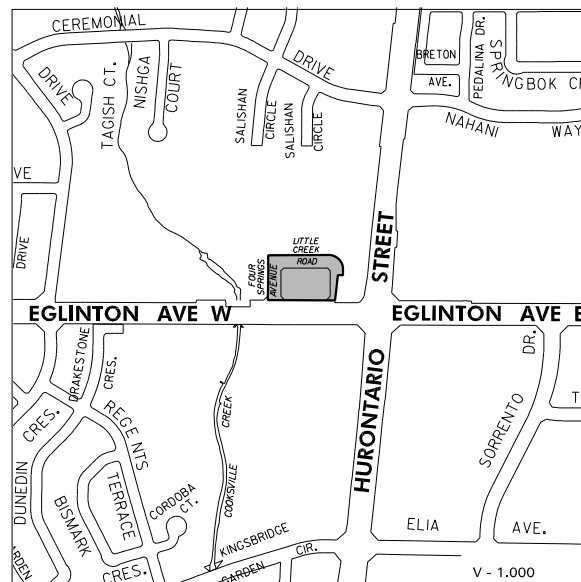 CEREMONIAL
DRIVE
BRETON
AVE.
PEDALINA DR.
SPRINGBOK CR
NAHANI WAY
DRIVE
TAGISH CT.
NISHGA
COURT
SALISHAN
CIRCLE
SALISHAN
CIRCLE
VE
DRIVE
LITTLE
CREEK
ROAD
FOUR
SPRINGS
AVENUE
HURONTARIO STREET
EGLINTON AVE W
EGLINTON AVE E
DRAKESTONE
CRES.
REGENTS
TERRACE
DUNEDIN
CRES.
BISMARK
CRES.
CORDOBA
CT.
COOKSVILLE CREEK
KINGSBRIDGE
GARDEN
CIR.
ARDEN
SORRENTO DR.
T
ELIA AVE.
V - 1.000